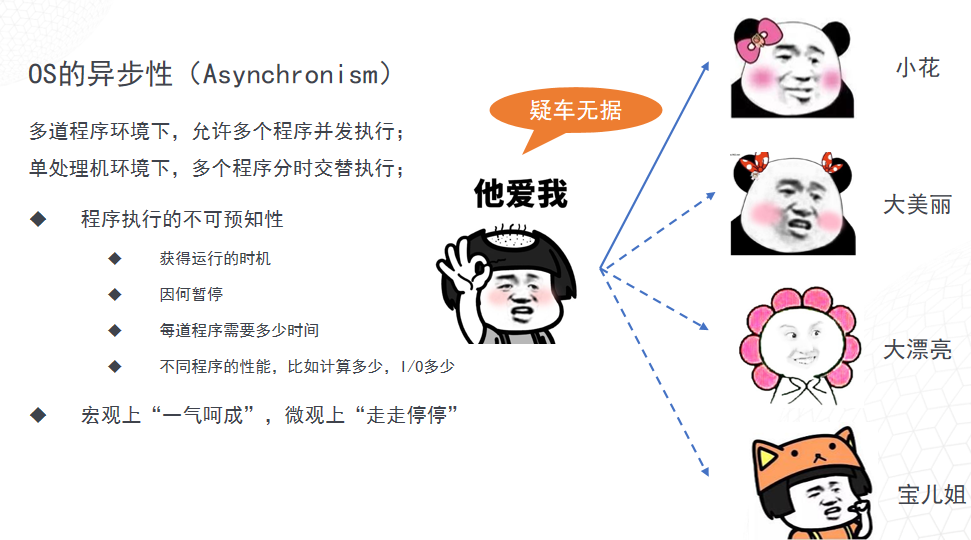 OS的异步性（Asynchronism）
多道程序环境下，允许多个程序并发执行；
单处理机环境下，多个程序分时交替执行；
◆ 程序执行的不可预知性
◆ 获得运行的时机
◆ 因何暂停
◆ 每道程序需要多少时间
◆ 不同程序的性能，比如计算多少，I/O多少
◆ 宏观上“一气呵成”，微观上“走走停停”
疑车无据
他爱我
小花
大美丽
大漂亮
宝儿姐